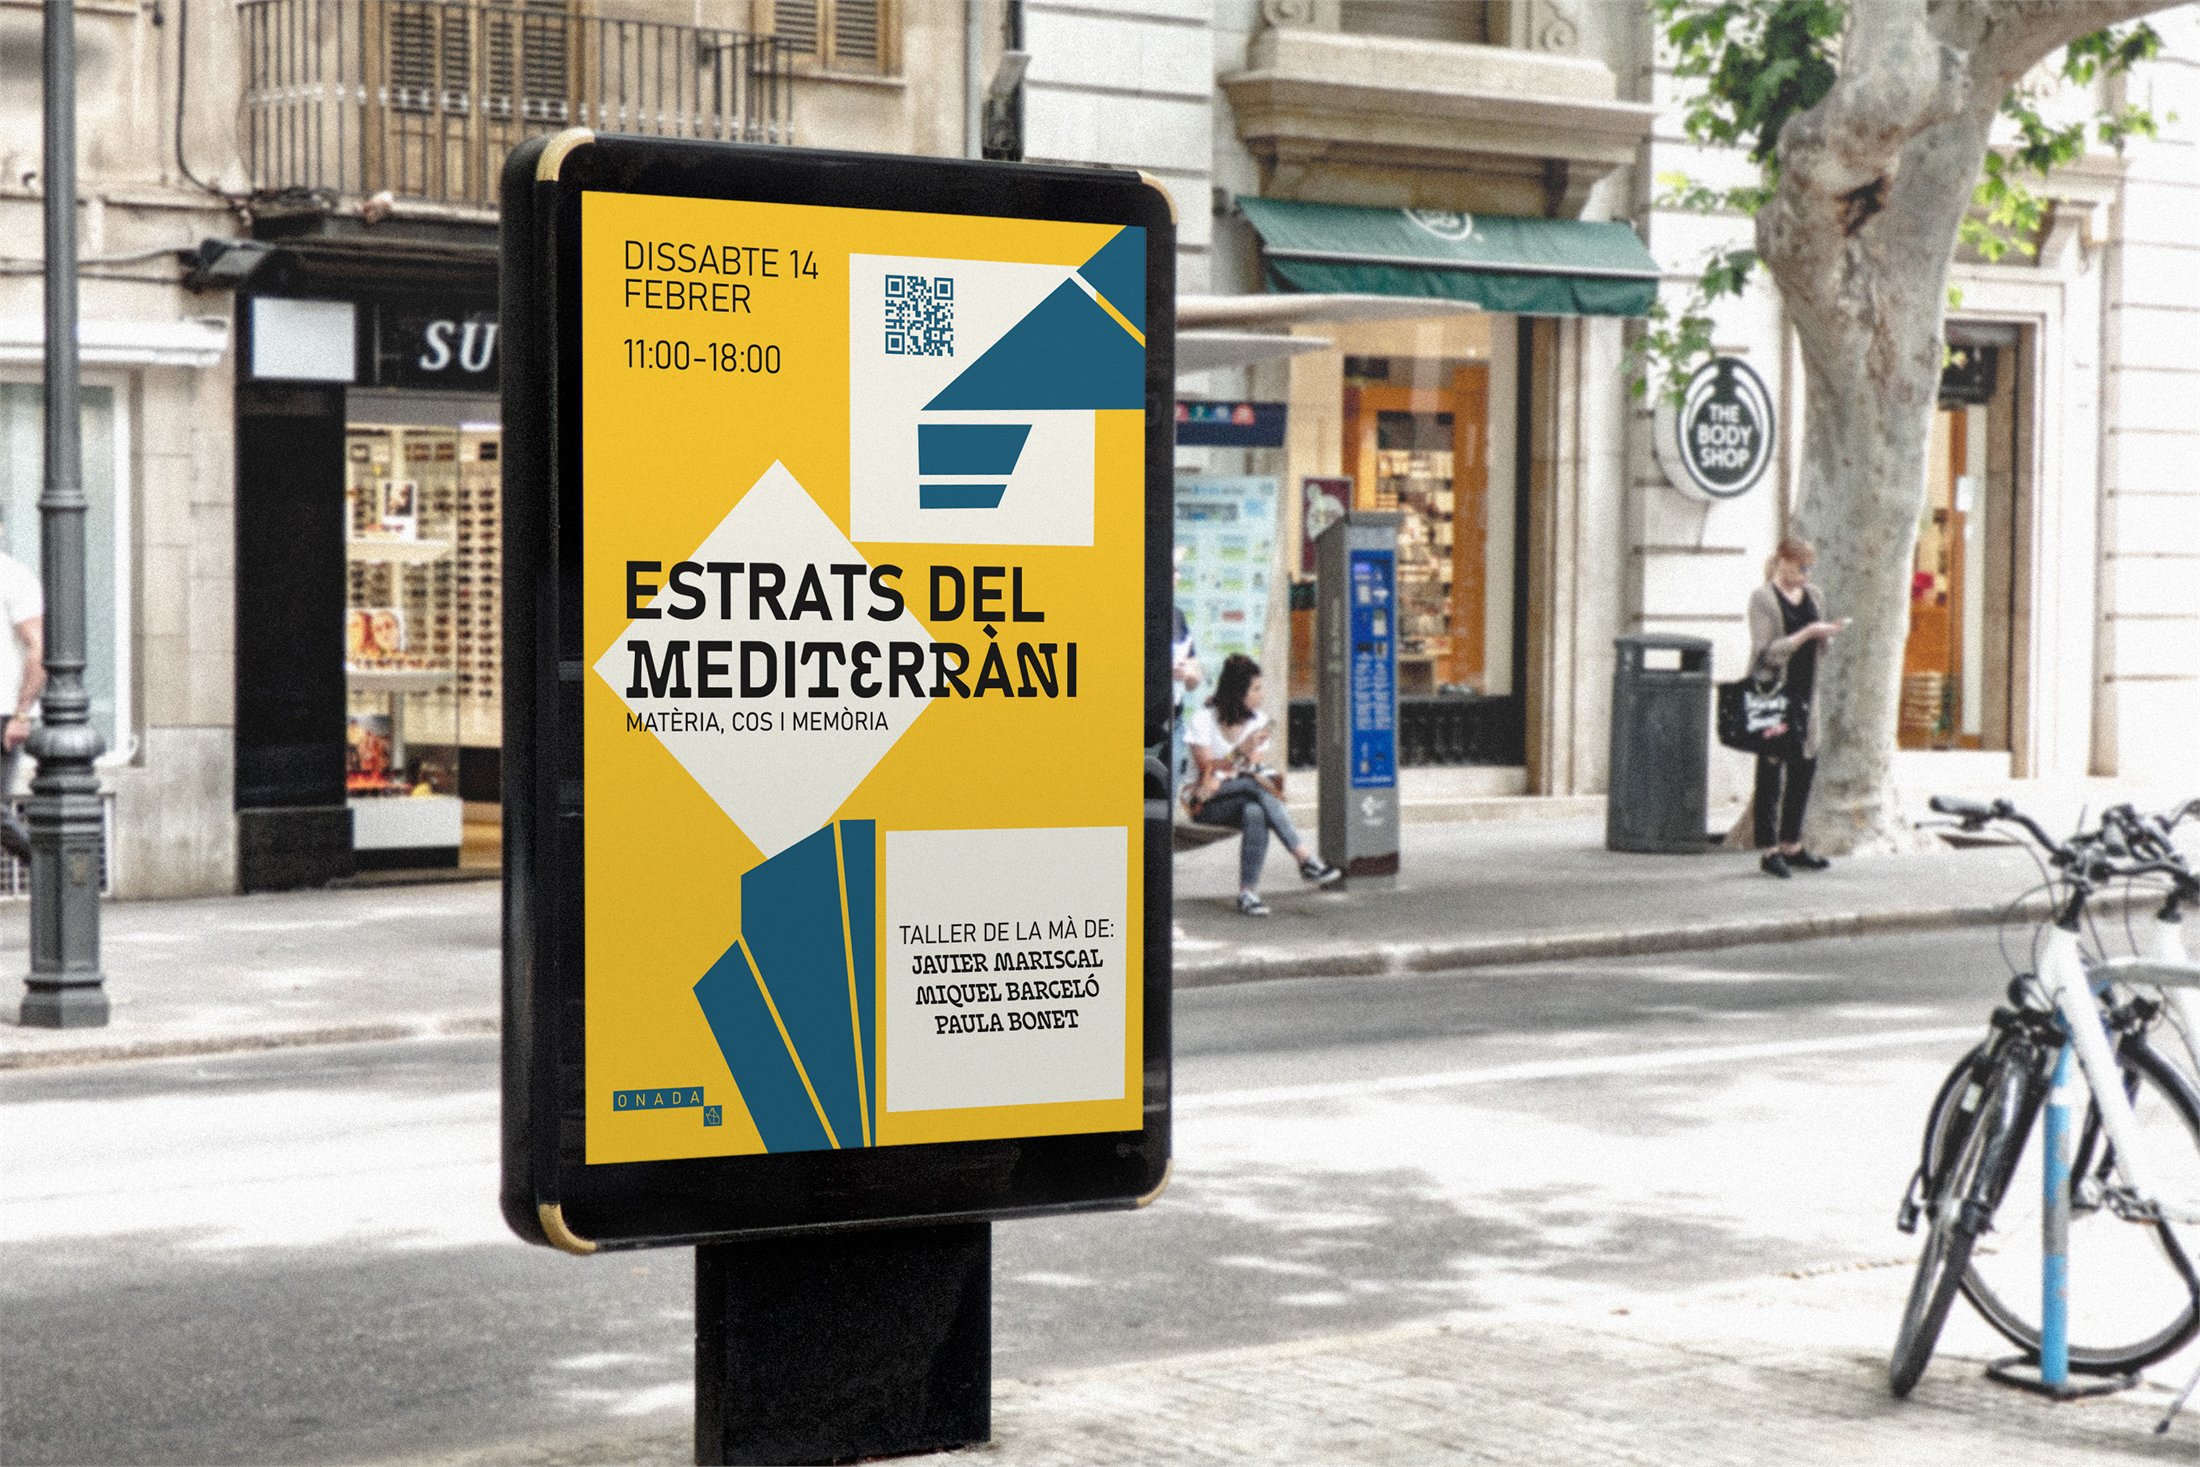 DISSABTE 14
FEBRER
11:00-18:00
ESTRATS DEL
MEDITERRÀNI
MATÈRIA, COS I MEMÒRIA
TALLER DE LA MÀ DE:
JAVIER MARISCAL
MIQUEL BARCELÓ
PAULA BONET
ONADA
SU
THE
BODY
SHOP